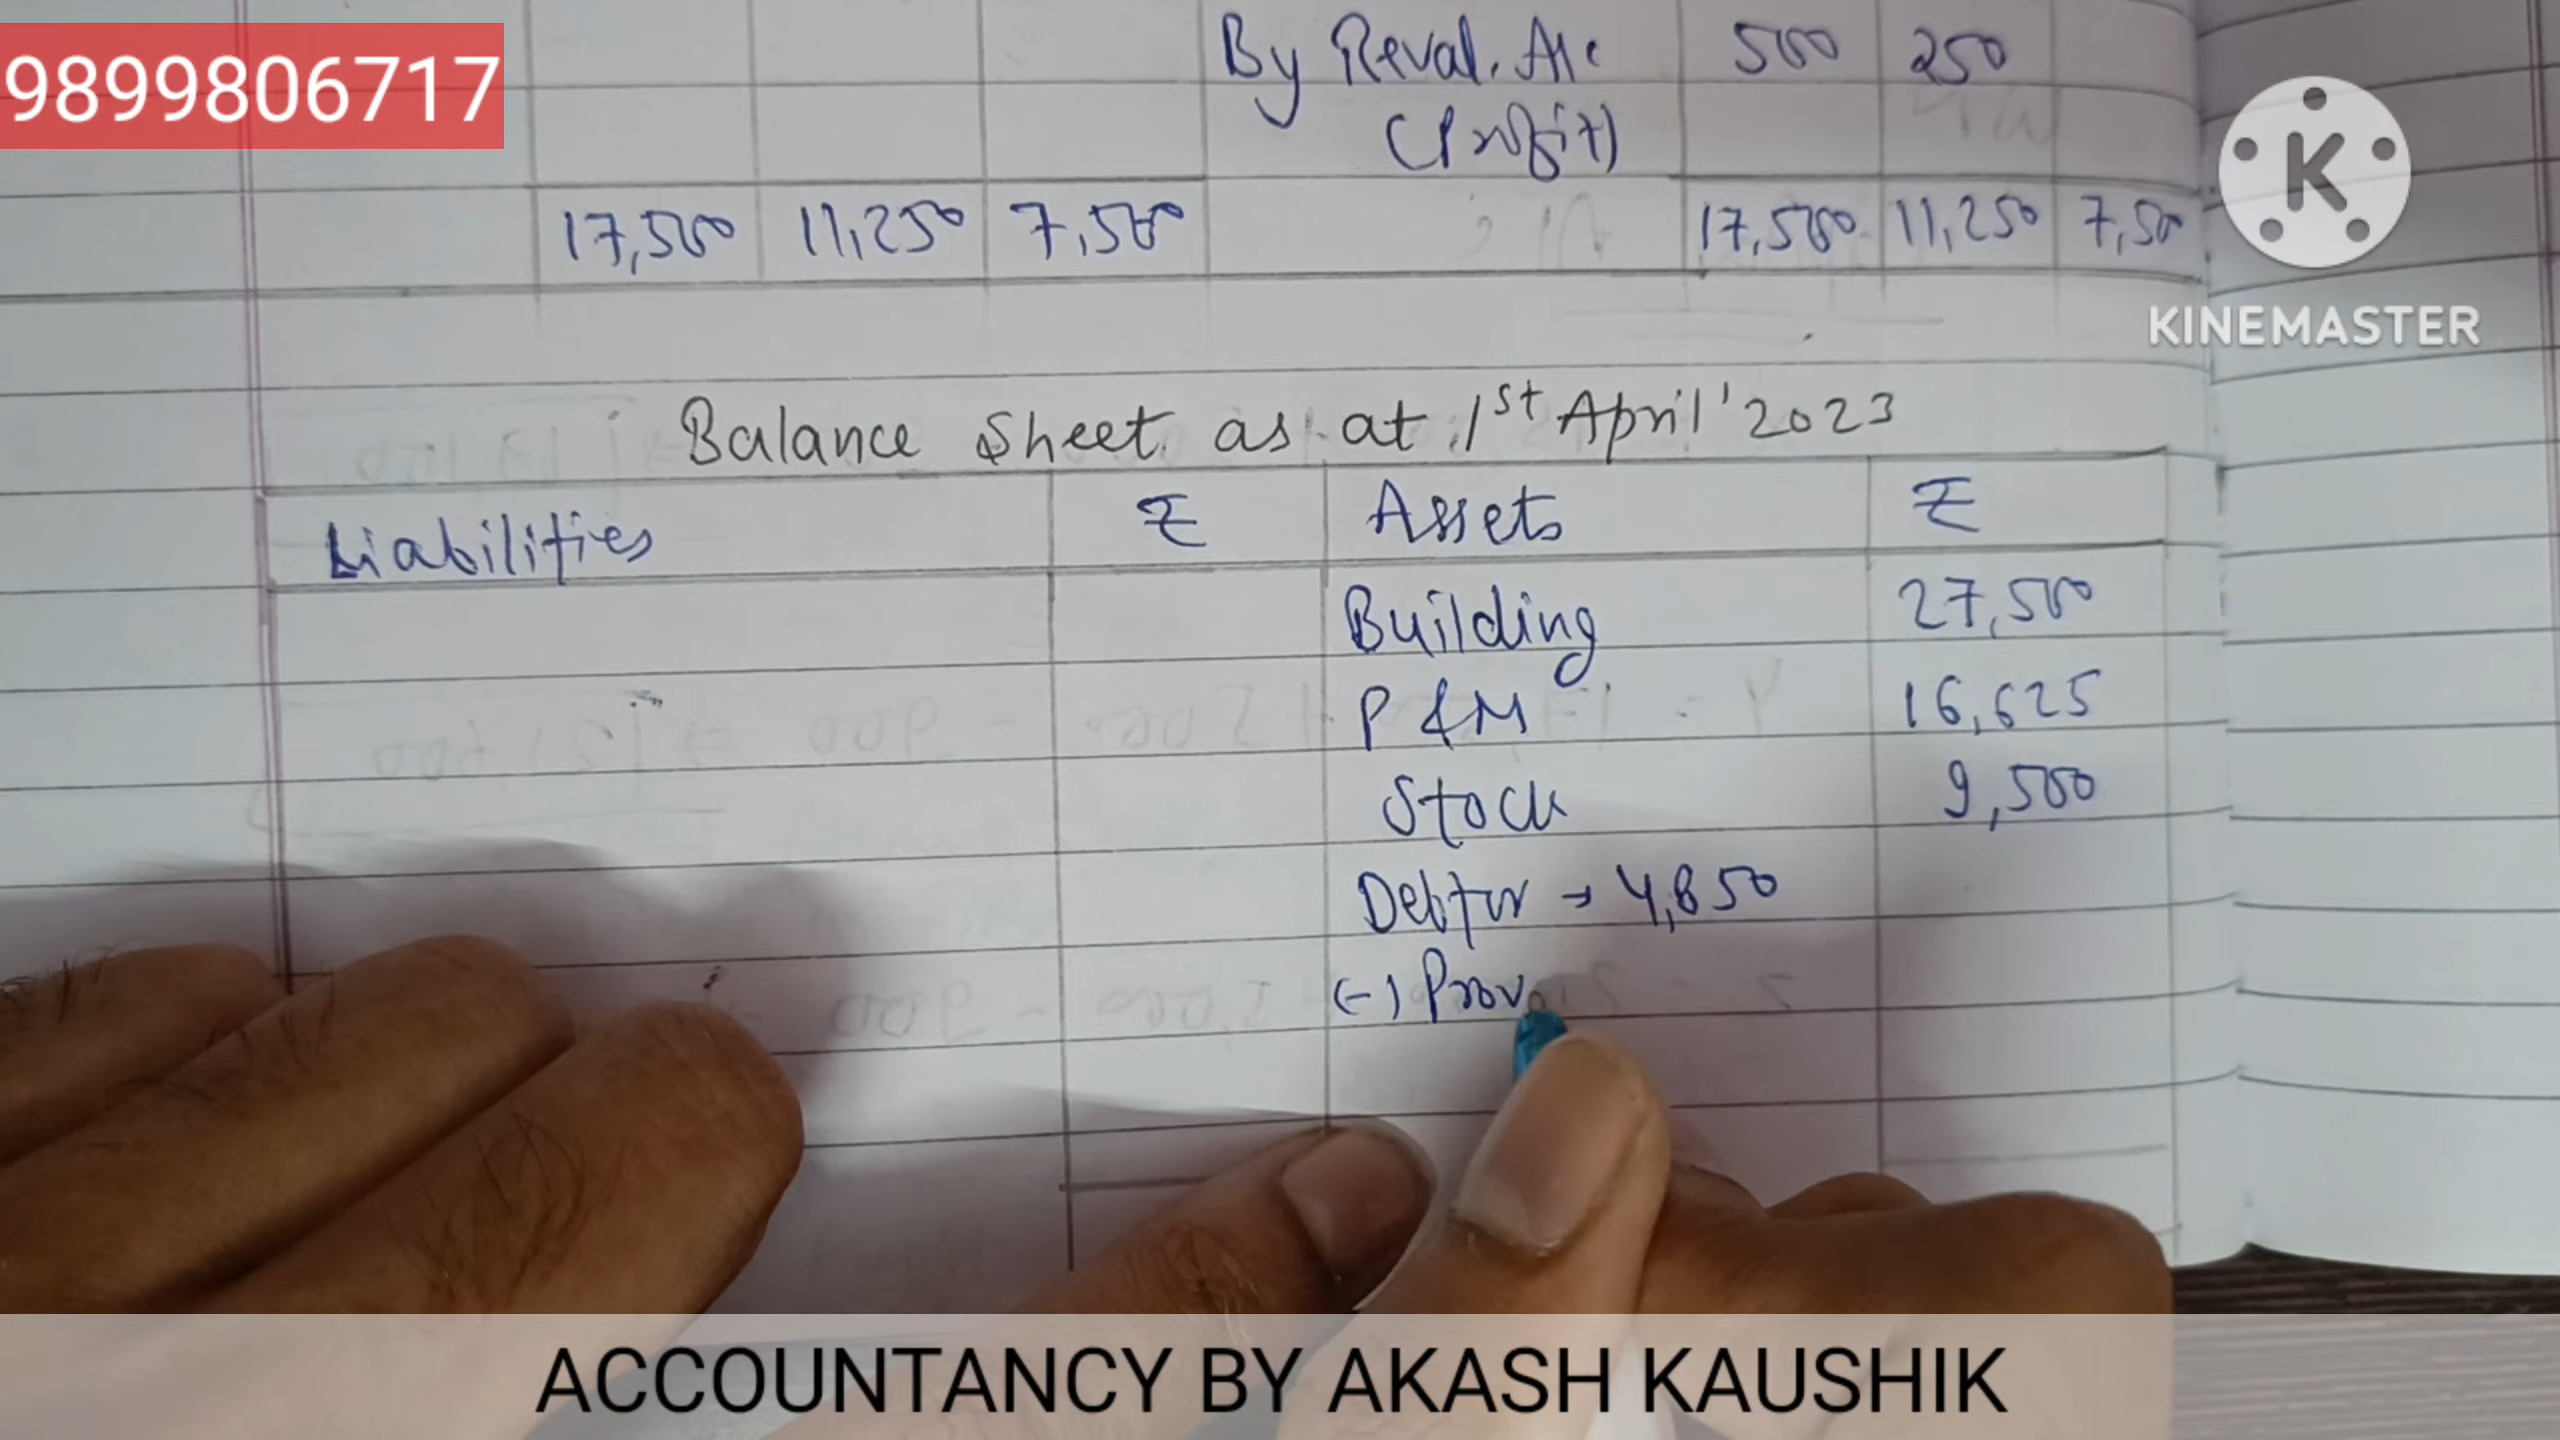 9899806717
By Reval. A/c 500 250
(Profit)
17,500 11,250 7,500 17,500 11,250 7,50
KINEMASTER
Balance Sheet as at 1st April' 2023
Liabilities ₹ Assets ₹
Building 27,500
P & M 16,625
Stock 9,500
Debtor → 4,850
(-) Prov
ACCOUNTANCY BY AKASH KAUSHIK